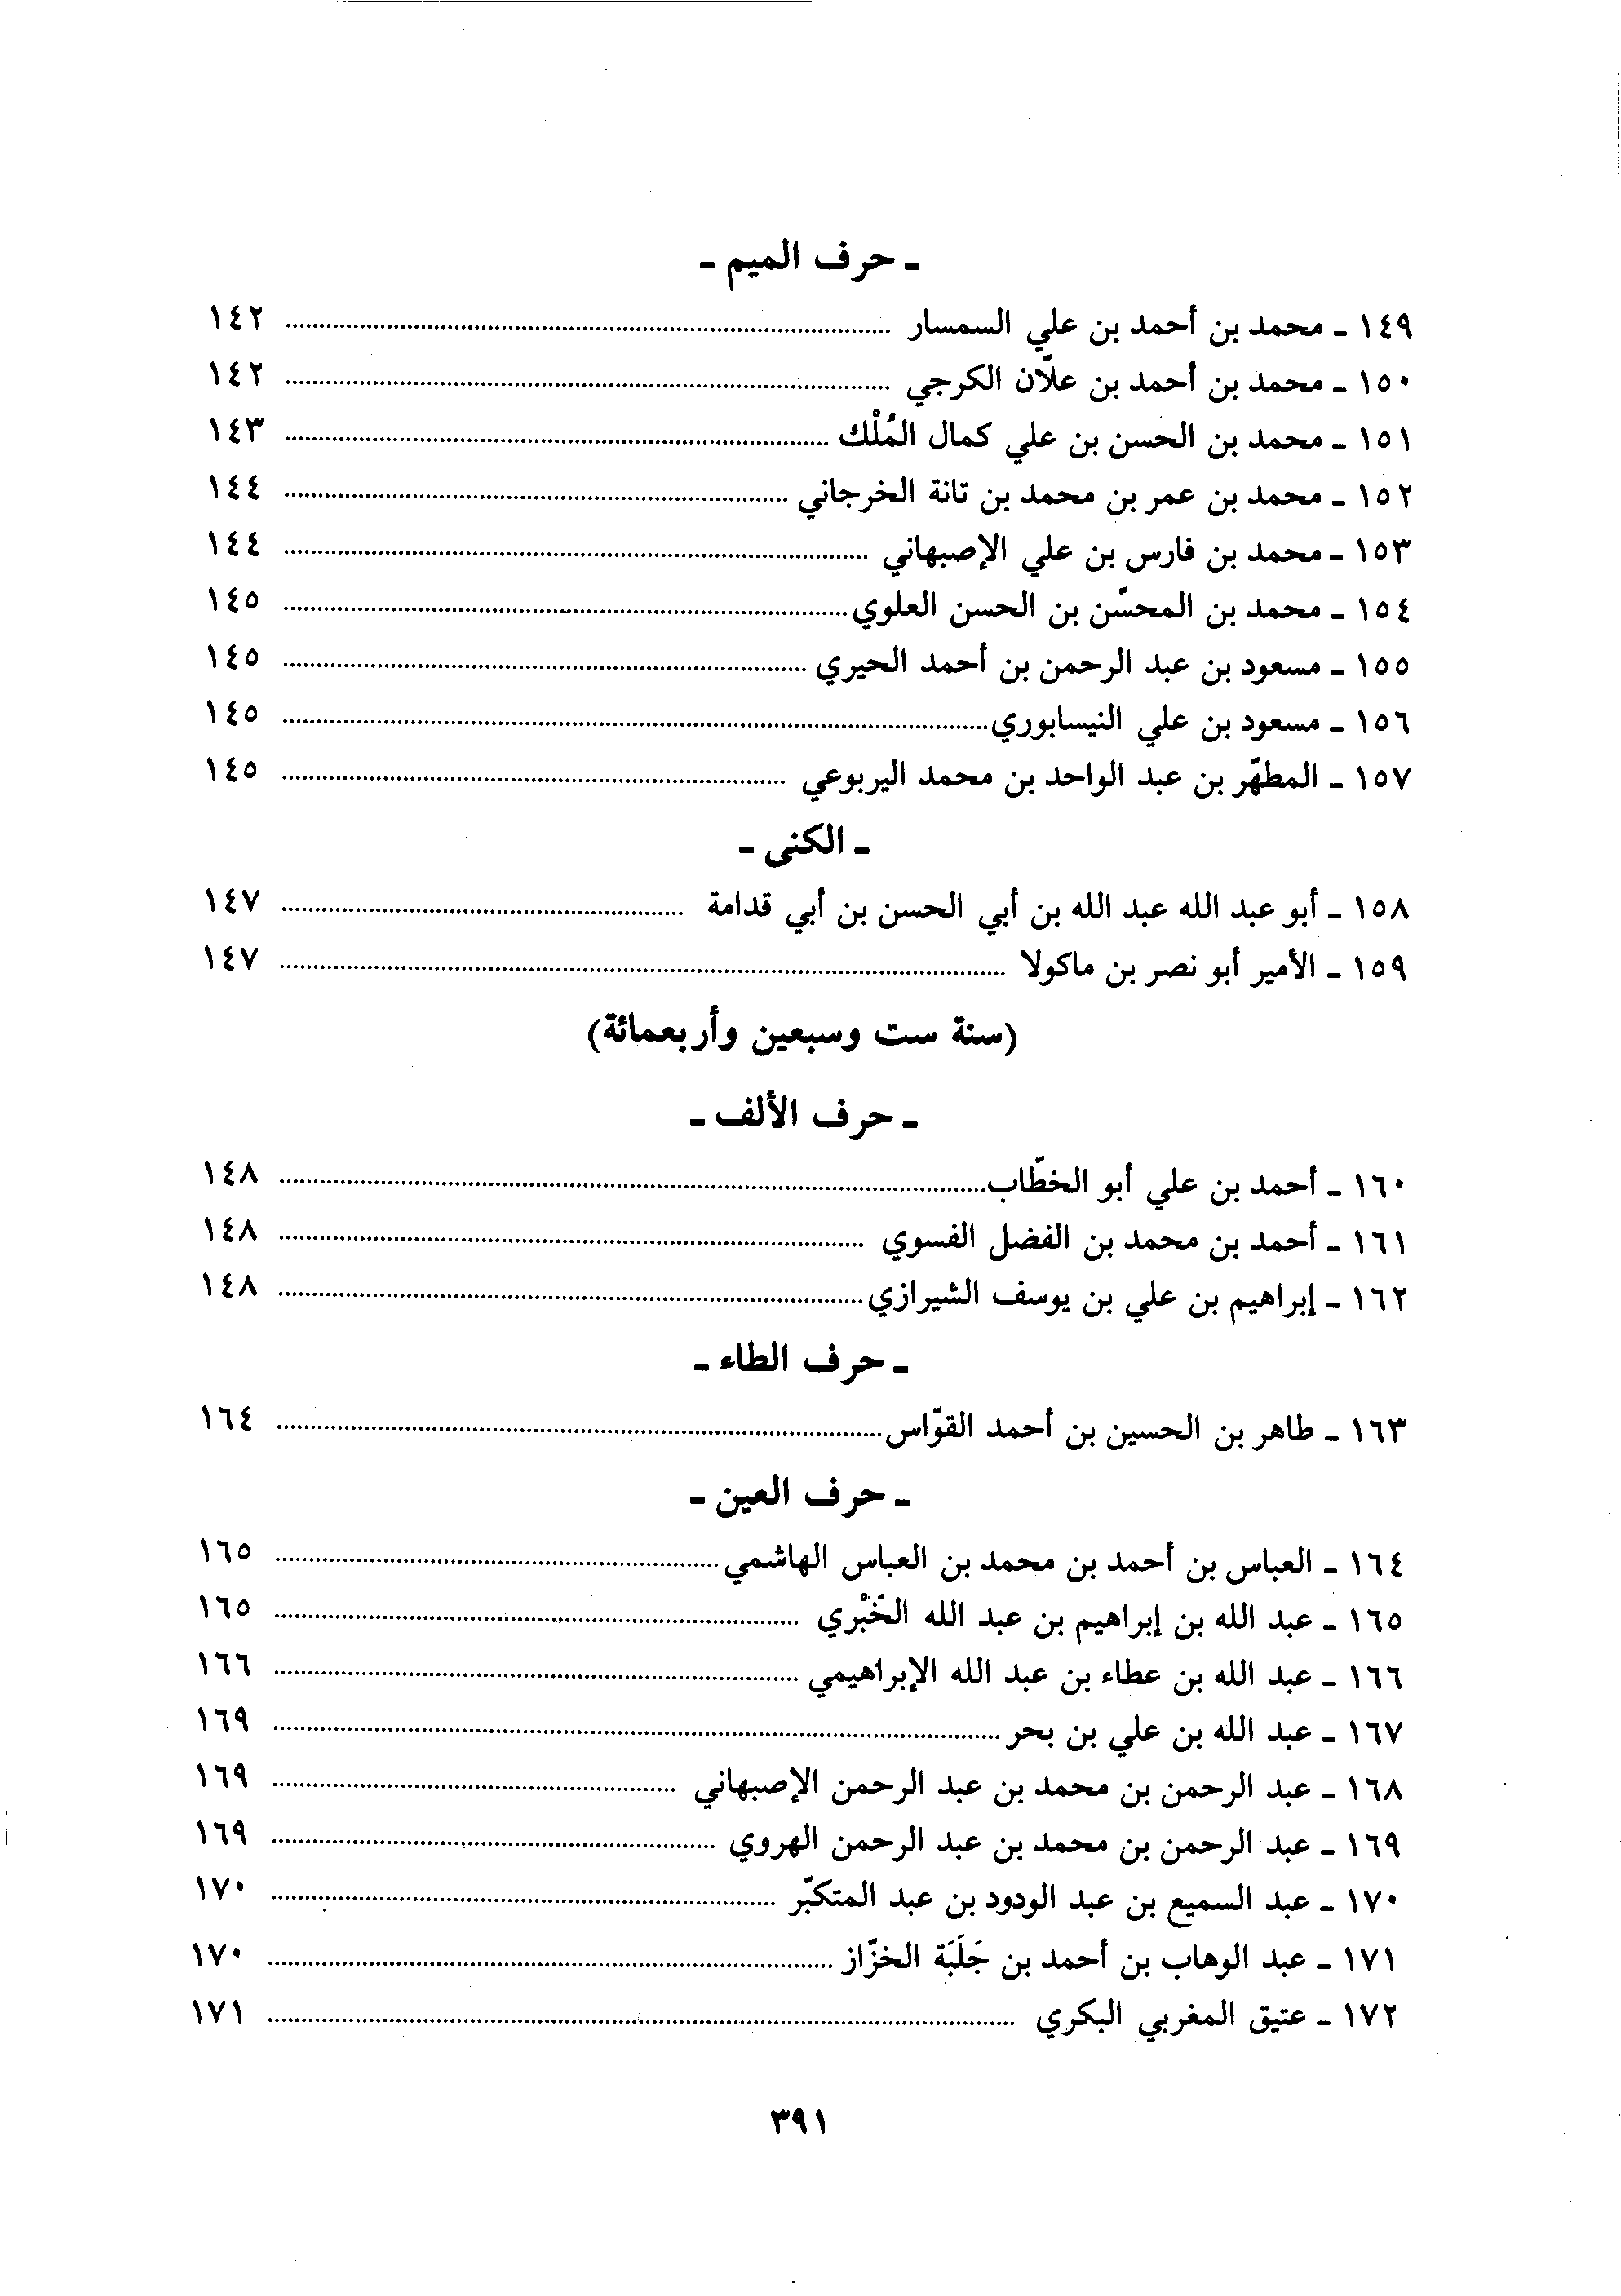 ـ حرف الميم ـ
١٤٩ ـ محمد بن أحمد بن علي السمسار ........ ١٤٢
١٥٠ ـ محمد بن أحمد بن علّان الكرجي ........ ١٤٢
١٥١ ـ محمد بن الحسن بن علي كمال المُلْك ........ ١٤٣
١٥٢ ـ محمد بن عمر بن محمد بن تانة الخرجاني ........ ١٤٤
١٥٣ ـ محمد بن فارس بن علي الإصبهاني ........ ١٤٤
١٥٤ ـ محمد بن المحسّن بن الحسن العلوي ........ ١٤٥
١٥٥ ـ مسعود بن عبد الرحمن بن أحمد الحيري ........ ١٤٥
١٥٦ ـ مسعود بن علي النيسابوري ........ ١٤٥
١٥٧ ـ المطهّر بن عبد الواحد بن محمد اليربوعي ........ ١٤٥
ـ الكنى ـ
١٥٨ ـ أبو عبد الله عبد الله بن أبي الحسن بن أبي قدامة ........ ١٤٧
١٥٩ ـ الأمير أبو نصر بن ماكولا ........ ١٤٧
(سنة ست وسبعين وأربعمائة)
ـ حرف الألف ـ
١٦٠ ـ أحمد بن علي أبو الخطّاب ........ ١٤٨
١٦١ ـ أحمد بن محمد بن الفضل الفسوي ........ ١٤٨
١٦٢ ـ إبراهيم بن علي بن يوسف الشيرازي ........ ١٤٨
ـ حرف الطاء ـ
١٦٣ ـ طاهر بن الحسين بن أحمد القوّاس ........ ١٦٤
ـ حرف العين ـ
١٦٤ ـ العباس بن أحمد بن محمد بن العباس الهاشمي ........ ١٦٥
١٦٥ ـ عبد الله بن إبراهيم بن عبد الله الخَبْري ........ ١٦٥
١٦٦ ـ عبد الله بن عطاء بن عبد الله الإبراهيمي ........ ١٦٦
١٦٧ ـ عبد الله بن علي بن بحر ........ ١٦٩
١٦٨ ـ عبد الرحمن بن محمد بن عبد الرحمن الإصبهاني ........ ١٦٩
١٦٩ ـ عبد الرحمن بن محمد بن عبد الرحمن الهروي ........ ١٦٩
١٧٠ ـ عبد السميع بن عبد الودود بن عبد المتكبّر ........ ١٧٠
١٧١ ـ عبد الوهاب بن أحمد بن جَلَبَة الخزّاز ........ ١٧٠
١٧٢ ـ عتيق المغربي البكري ........ ١٧١
٣٩١